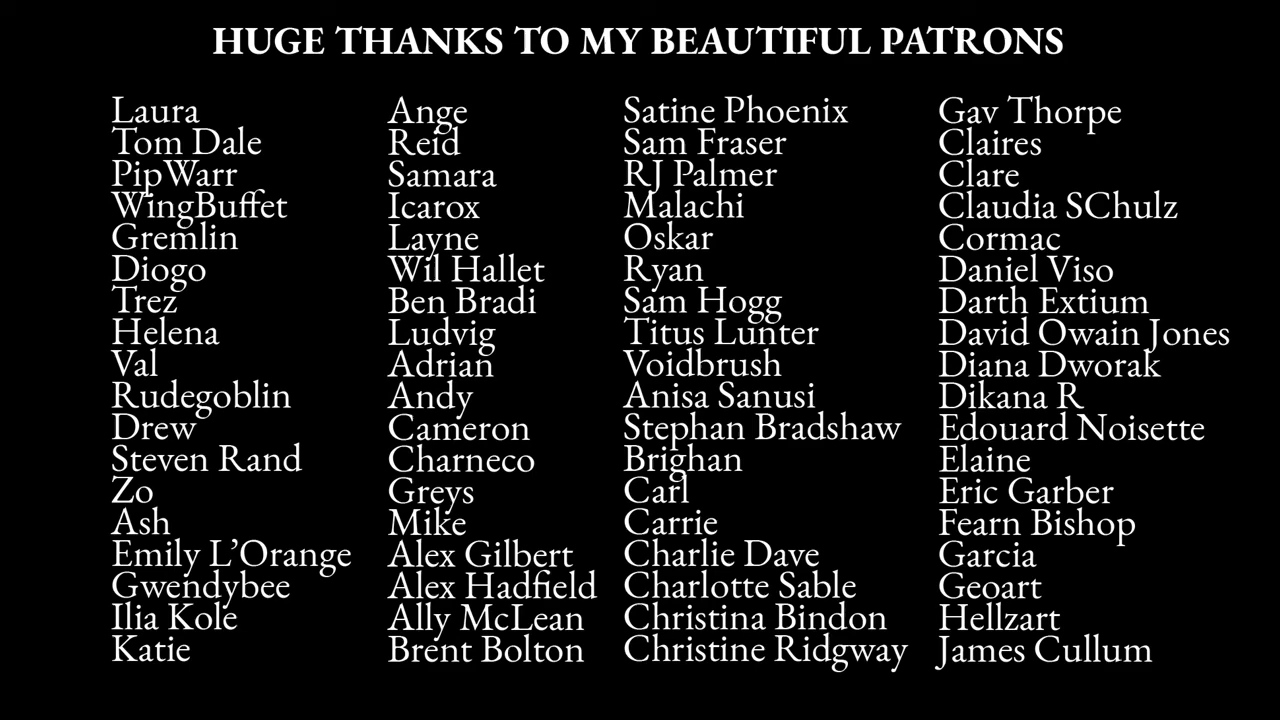 HUGE THANKS TO MY BEAUTIFUL PATRONS
Laura
Tom Dale
PipWarr
WingBuffet
Gremlin
Diogo
Trez
Helena
Val
Rudegoblin
Drew
Steven Rand
Zo
Ash
Emily L’Orange
Gwendybee
Ilia Kole
Katie
Ange
Reid
Samara
Icarox
Layne
Wil Hallet
Ben Bradi
Ludvig
Adrian
Andy
Cameron
Charneco
Greys
Mike
Alex Gilbert
Alex Hadfield
Ally McLean
Brent Bolton
Satine Phoenix
Sam Fraser
RJ Palmer
Malachi
Oskar
Ryan
Sam Hogg
Titus Lunter
Voidbrush
Anisa Sanusi
Stephan Bradshaw
Brighan
Carl
Carrie
Charlie Dave
Charlotte Sable
Christina Bindon
Christine Ridgway
Gav Thorpe
Claires
Clare
Claudia SChulz
Cormac
Daniel Viso
Darth Extium
David Owain Jones
Diana Dworak
Dikana R
Edouard Noisette
Elaine
Eric Garber
Fearn Bishop
Garcia
Geoart
Hellzart
James Cullum